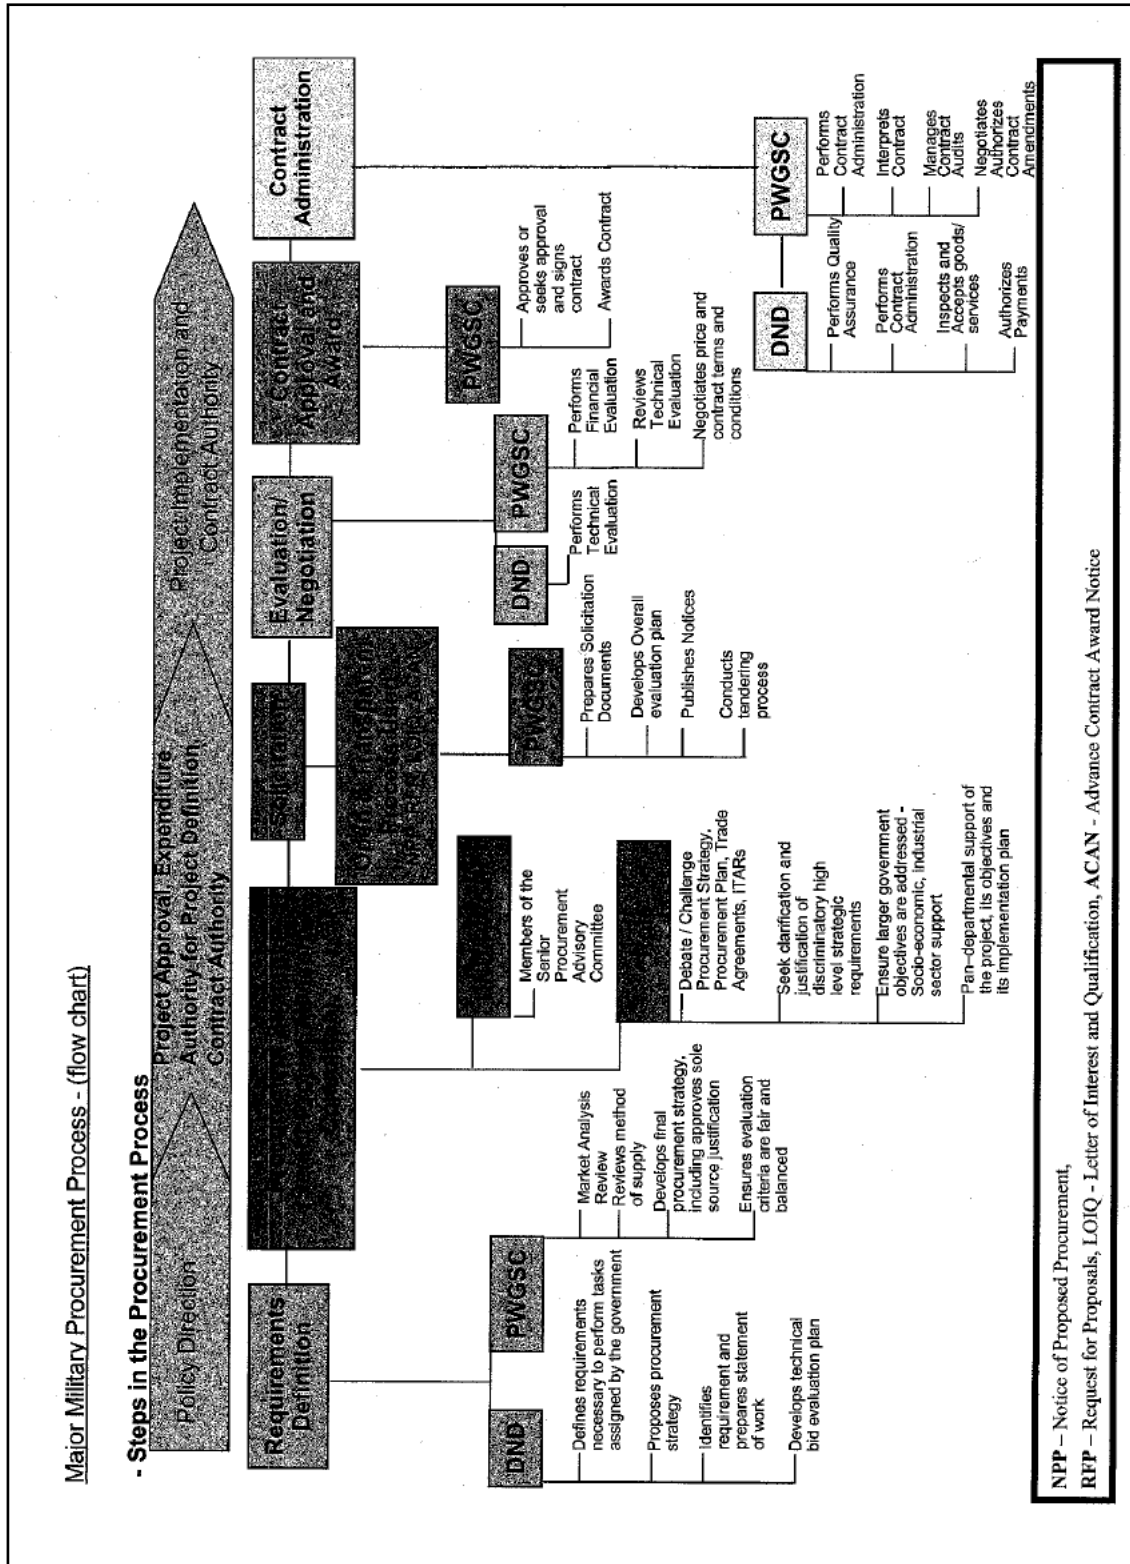 Major Military Procurement Process - (flow chart)
- Steps in the Procurement Process
Policy Direction
Project Approval, Expenditure
Authority for Project Definition,
Contract Authority
Project Implementation and
Contract Authority
Requirements
Definition
Solicitation
Evaluation/
Negotiation
Contract
Approval and
Award
Contract
Administration
DND
Defines requirements
necessary to perform tasks
assigned by the government
Proposes procurement
strategy
Identifies
requirement and
prepares statement
of work
Develops technical
bid evaluation plan
PWGSC
Market Analysis
Review
Reviews method
of supply
Develops final
procurement strategy,
including approves sole
source justification
Ensures evaluation
criteria are fair and
balanced
Members of the
Senior
Procurement
Advisory
Committee
Debate / Challenge
Procurement Strategy,
Procurement Plan, Trade
Agreements, ITARs
Seek clarification and
justification of
discriminatory high
level strategic
requirements
Ensure larger government
objectives are addressed -
Socio-economic, industrial
sector support
Pan-departmental support of
the project, its objectives and
its implementation plan
PWGSC
Prepares Solicitation
Documents
Develops Overall
evaluation plan
Publishes Notices
Conducts
tendering
process
DND
Performs
Technical
Evaluation
PWGSC
Performs
Financial
Evaluation
Reviews
Technical
Evaluation
Negotiates price and
contract terms and
conditions
PWGSC
Approves or
seeks approval
and signs
contract
Awards Contract
DND
Performs Quality
Assurance
Performs
Contract
Administration
Inspects and
Accepts goods/
services
Authorizes
Payments
PWGSC
Performs
Contract
Administration
Interprets
Contract
Manages
Contract
Audits
Negotiates
Authorizes
Contract
Amendments
NPP – Notice of Proposed Procurement,
RFP – Request for Proposals, LOIQ - Letter of Interest and Qualification, ACAN - Advance Contract Award Notice